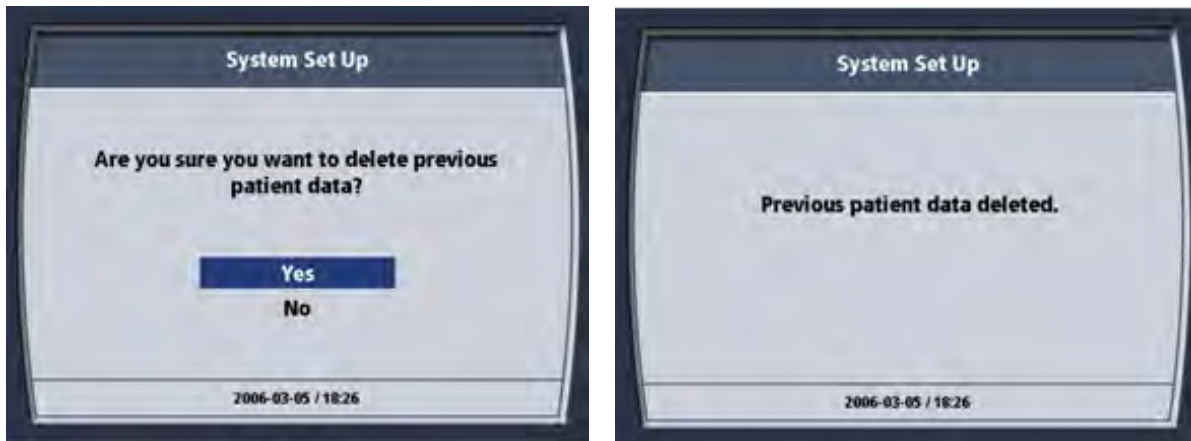 System Set Up
Are you sure you want to delete previous
patient data?
Yes
No
2006-03-05 / 18:26
System Set Up
Previous patient data deleted.
2006-03-05 / 18:26